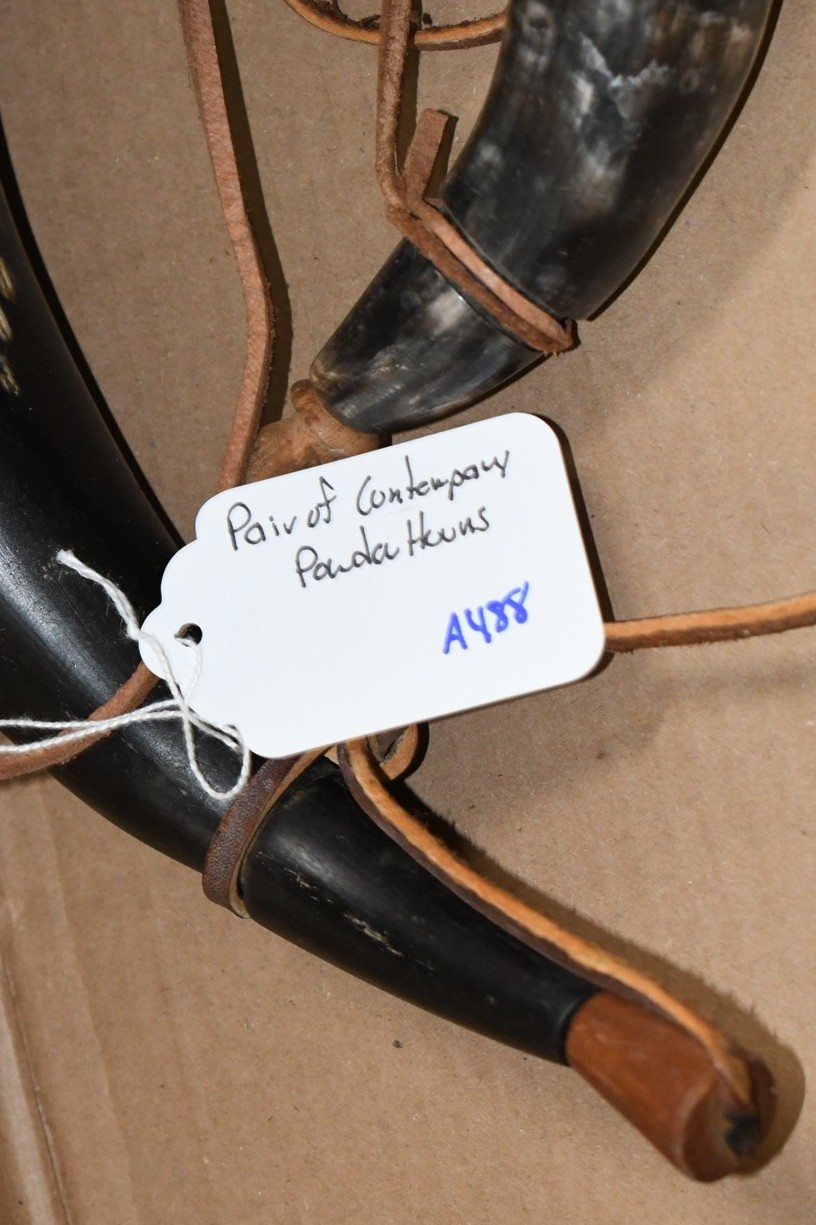 Pair of Contempary
Powder Horns
A488